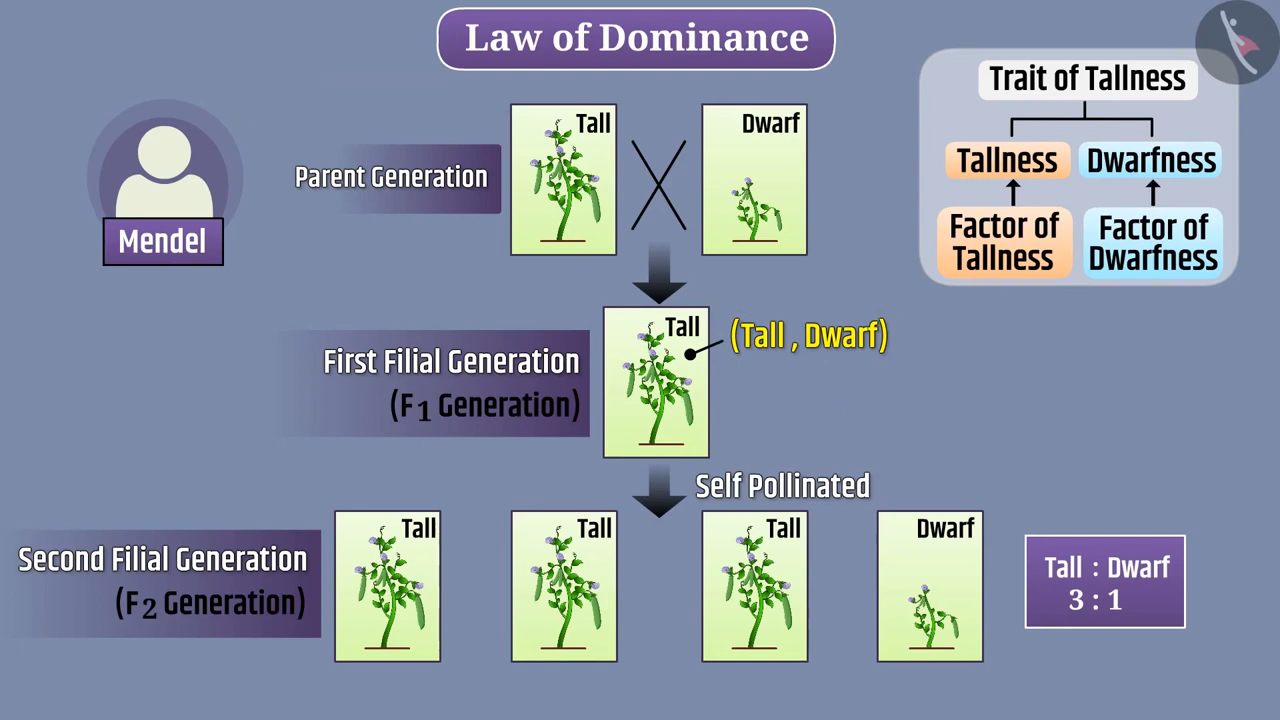 Law of Dominance
Trait of Tallness
Tallness
Dwarfness
Factor of
Tallness
Factor of
Dwarfness
Mendel
Parent Generation
Tall
Dwarf
First Filial Generation
(F1 Generation)
Tall
(Tall , Dwarf)
Self Pollinated
Second Filial Generation
(F2 Generation)
Tall
Tall
Tall
Dwarf
Tall : Dwarf
3 : 1